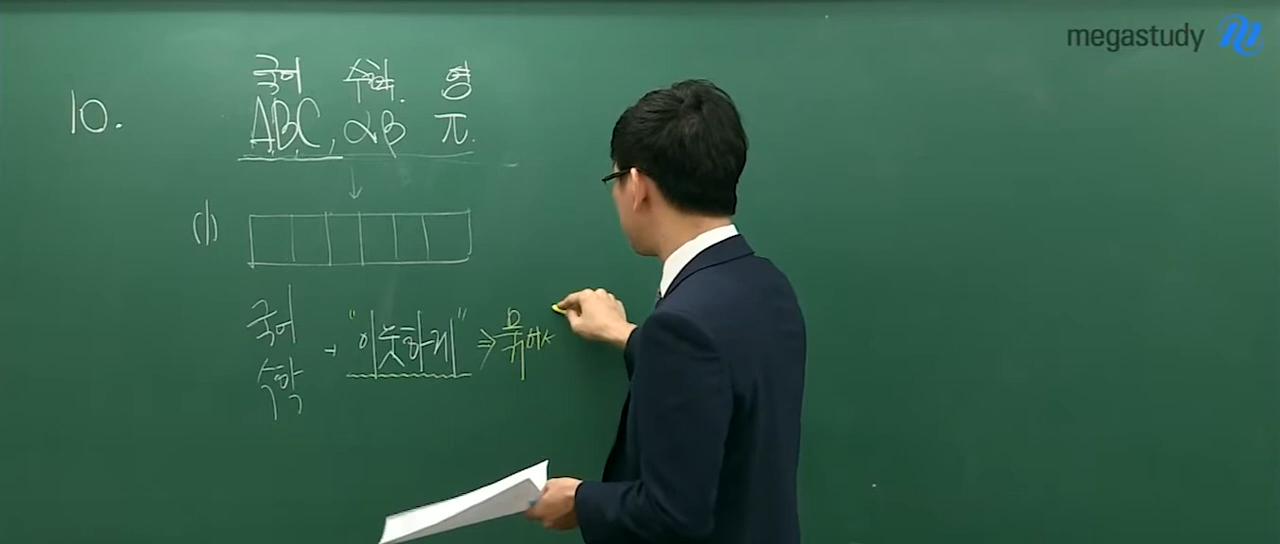 megastudy
10.
국어 수학. 영
ABC, αβ π.
↓
(1)
국어
수학 → "이웃하게" ⇒ 묶어서